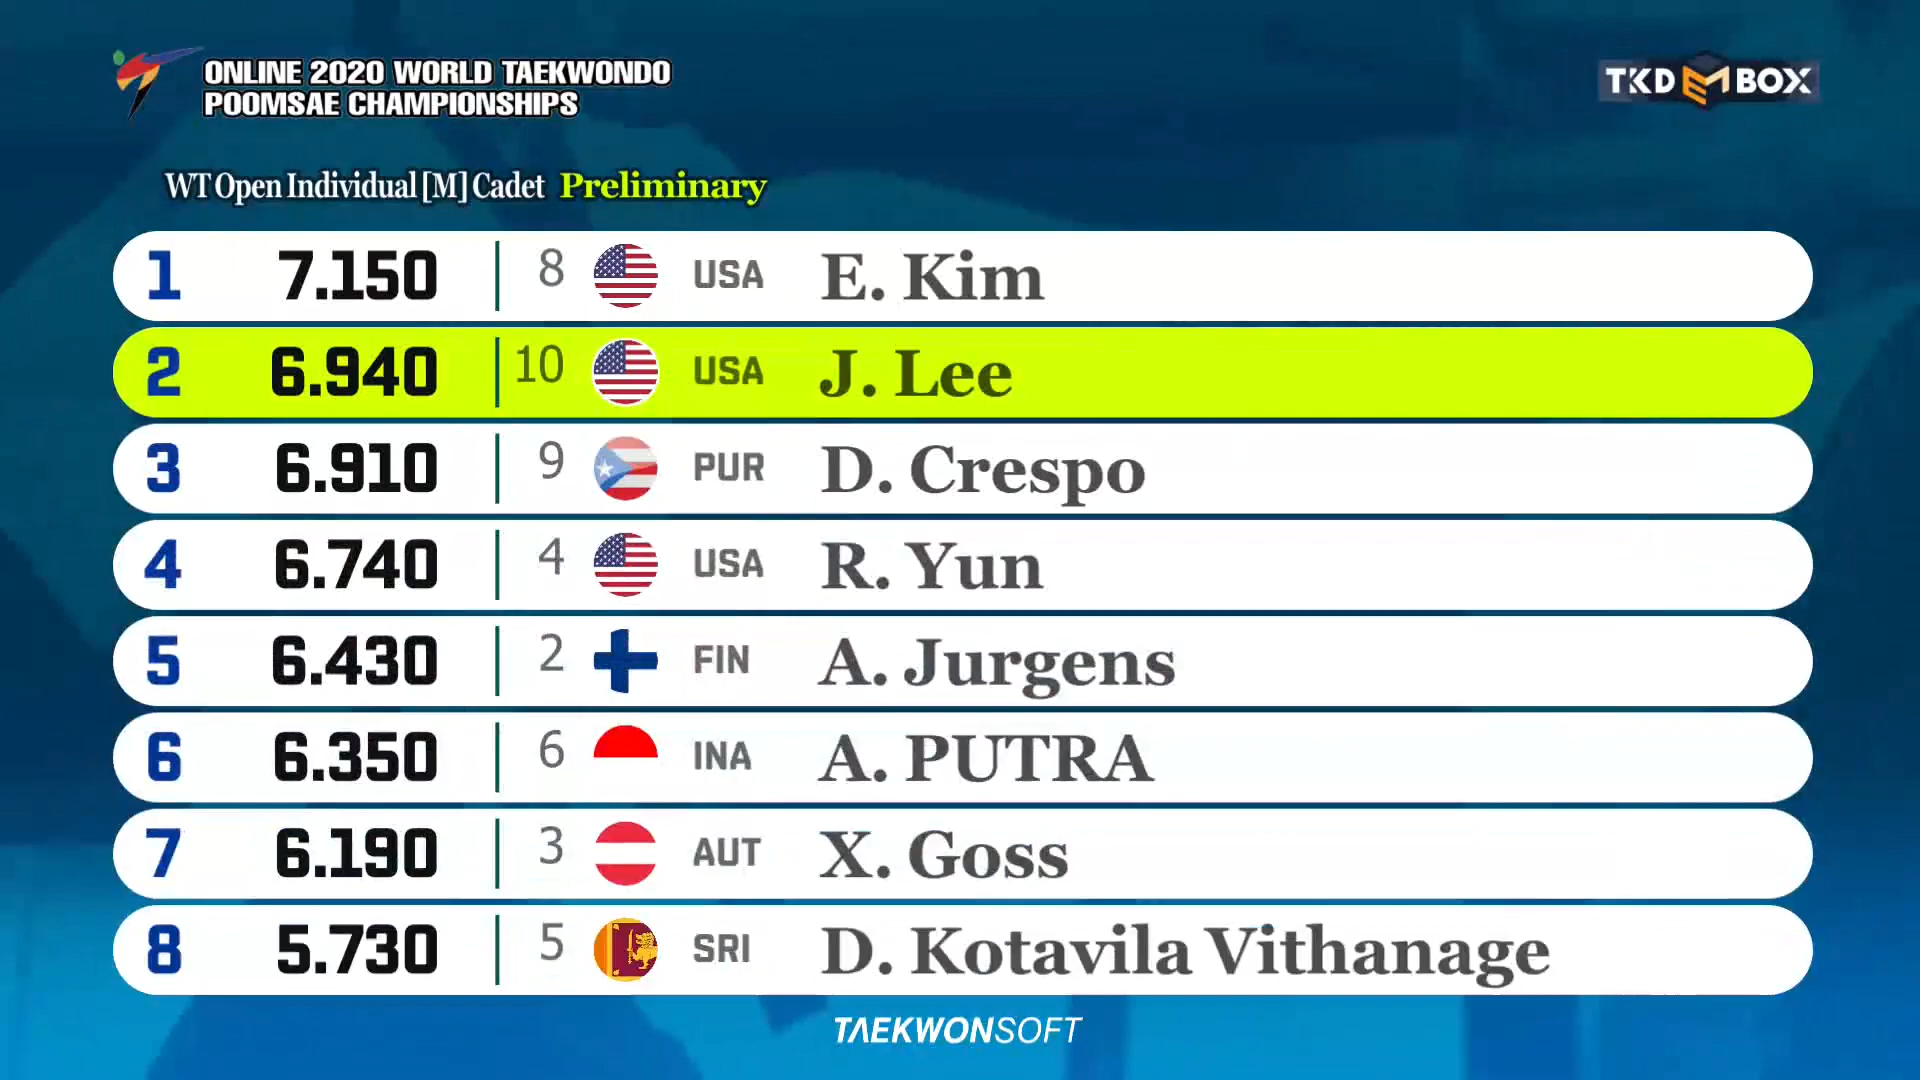 ONLINE 2020 WORLD TAEKWONDO
POOMSAE CHAMPIONSHIPS
TKD BOX
WT Open Individual [M] Cadet Preliminary
1 7.150 8 USA E. Kim
2 6.940 10 USA J. Lee
3 6.910 9 PUR D. Crespo
4 6.740 4 USA R. Yun
5 6.430 2 FIN A. Jurgens
6 6.350 6 INA A. PUTRA
7 6.190 3 AUT X. Goss
8 5.730 5 SRI D. Kotavila Vithanage
TAEKWONSOFT